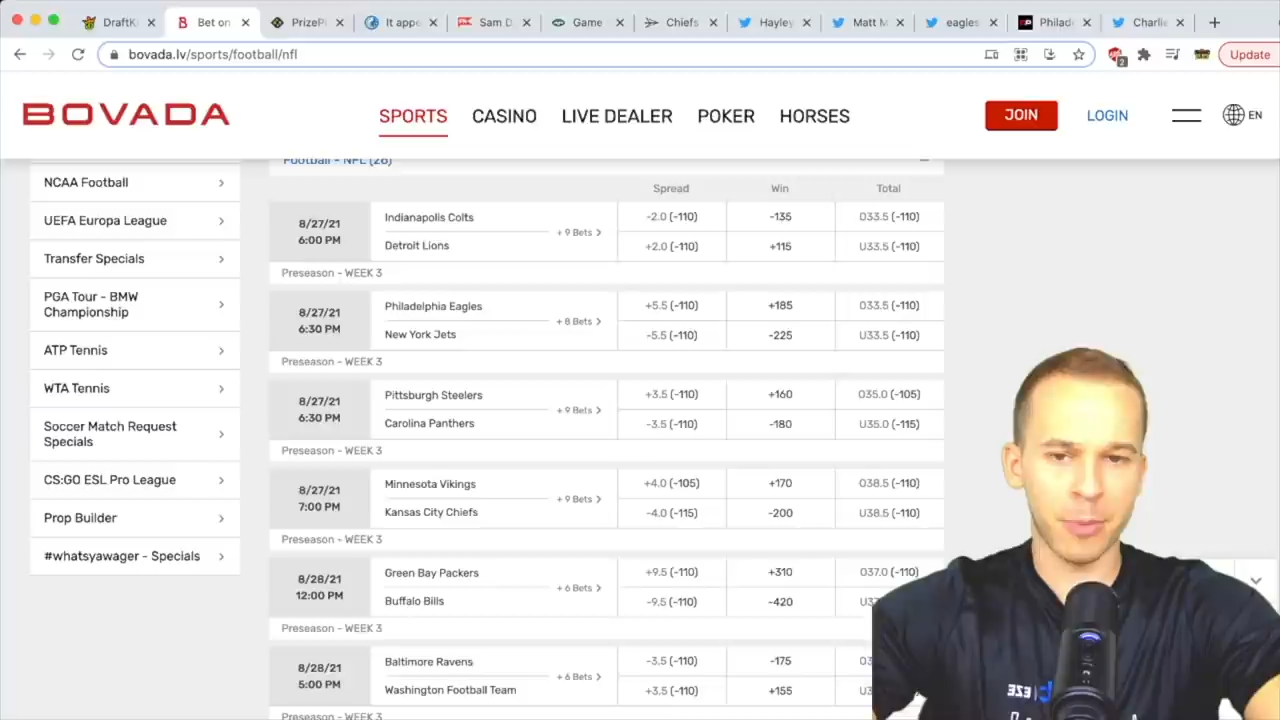 DraftK
Bet on
PrizePi
It appe
Sam D
Game
Chiefs
Hayley
Matt M
eagles
Philad
Charlie
bovada.lv/sports/football/nfl
2
Update
BOVADA
SPORTS
CASINO
LIVE DEALER
POKER
HORSES
JOIN
LOGIN
EN
NCAA Football
UEFA Europa League
Transfer Specials
PGA Tour - BMW
Championship
ATP Tennis
WTA Tennis
Soccer Match Request
Specials
CS:GO ESL Pro League
Prop Builder
#whatsyawager - Specials
Football - NFL (26)
Spread Win Total
8/27/21
6:00 PM
Indianapolis Colts -2.0 (-110) -135 O33.5 (-110)
+ 9 Bets
Detroit Lions +2.0 (-110) +115 U33.5 (-110)
Preseason - WEEK 3
8/27/21
6:30 PM
Philadelphia Eagles +5.5 (-110) +185 O33.5 (-110)
+ 8 Bets
New York Jets -5.5 (-110) -225 U33.5 (-110)
Preseason - WEEK 3
8/27/21
6:30 PM
Pittsburgh Steelers +3.5 (-110) +160 O35.0 (-105)
+ 9 Bets
Carolina Panthers -3.5 (-110) -180 U35.0 (-115)
Preseason - WEEK 3
8/27/21
7:00 PM
Minnesota Vikings +4.0 (-105) +170 O38.5 (-110)
+ 9 Bets
Kansas City Chiefs -4.0 (-115) -200 U38.5 (-110)
Preseason - WEEK 3
8/28/21
12:00 PM
Green Bay Packers +9.5 (-110) +310 O37.0 (-110)
+ 6 Bets
Buffalo Bills -9.5 (-110) -420 U3
Preseason - WEEK 3
8/28/21
5:00 PM
Baltimore Ravens -3.5 (-110) -175 O3
+ 6 Bets
Washington Football Team +3.5 (-110) +155 U3
Preseason - WEEK 3